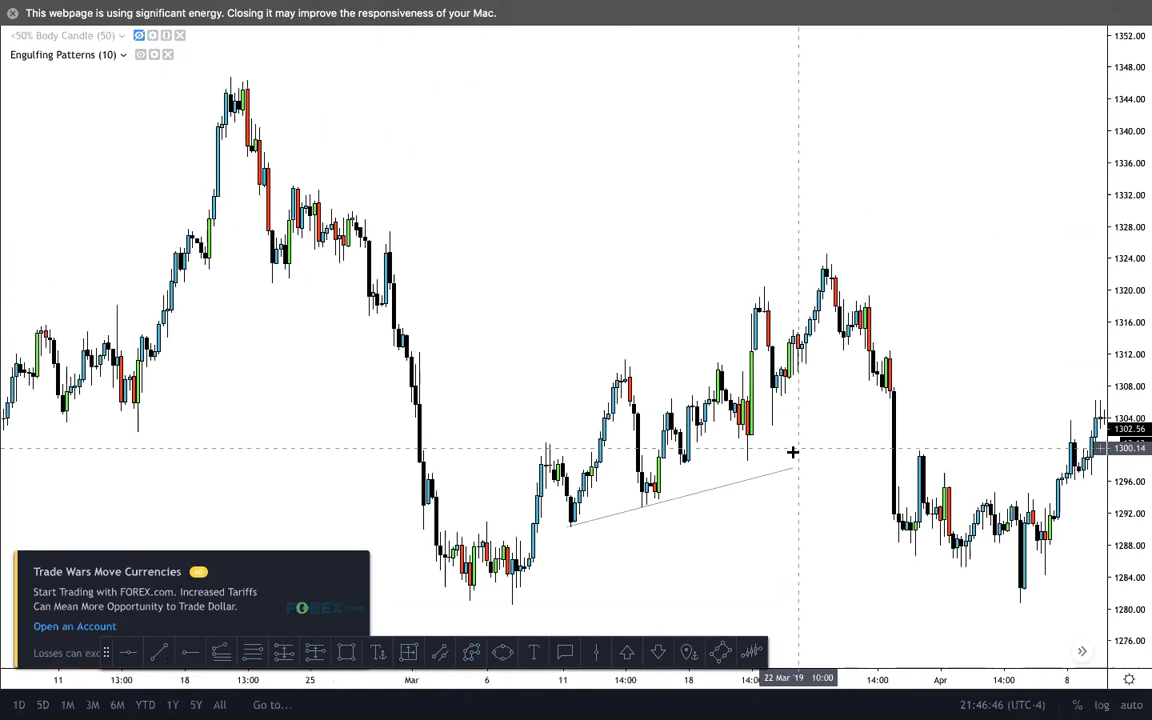 This webpage is using significant energy. Closing it may improve the responsiveness of your Mac.
<50% Body Candle (50)
Engulfing Patterns (10)
1352.00
1348.00
1344.00
1340.00
1336.00
1332.00
1328.00
1324.00
1320.00
1316.00
1312.00
1308.00
1304.00
1302.56
1300.14
1296.00
1292.00
1288.00
1284.00
1280.00
1276.00
Trade Wars Move Currencies AD
Start Trading with FOREX.com. Increased Tariffs
Can Mean More Opportunity to Trade Dollar.
FOREX
Open an Account
Losses can exc
T
11 13:00 18 13:00 25 Mar 6 11 14:00 18 14:0 22 Mar '19 10:00 14:00 Apr 14:00 8
1D 5D 1M 3M 6M YTD 1Y 5Y All Go to... 21:46:46 (UTC-4) % log auto